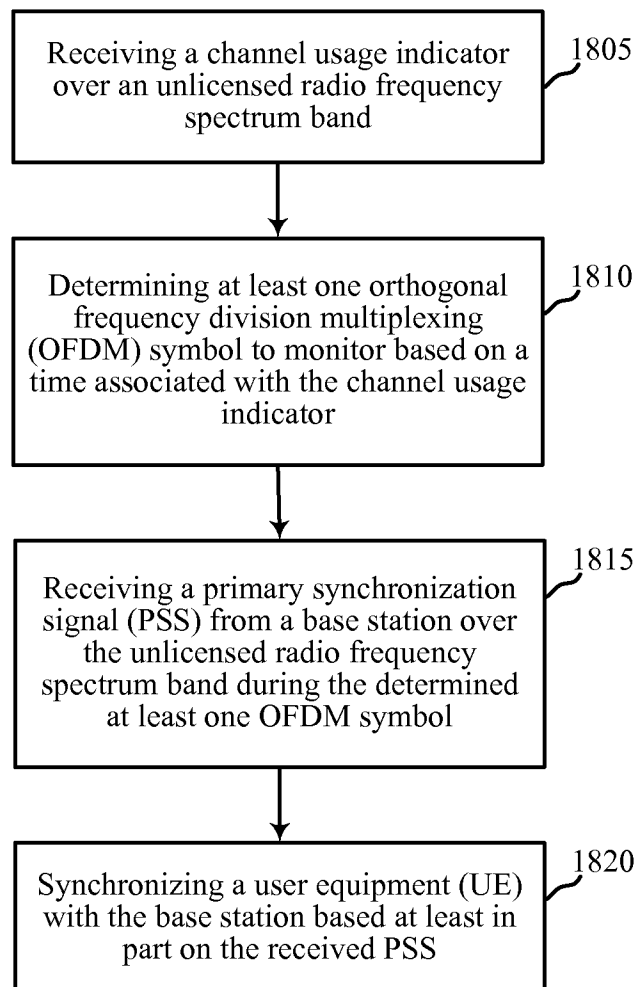 Receiving a channel usage indicator
over an unlicensed radio frequency
spectrum band
1805
Determining at least one orthogonal
frequency division multiplexing
(OFDM) symbol to monitor based on a
time associated with the channel usage
indicator
1810
Receiving a primary synchronization
signal (PSS) from a base station over
the unlicensed radio frequency
spectrum band during the determined
at least one OFDM symbol
1815
Synchronizing a user equipment (UE)
with the base station based at least in
part on the received PSS
1820